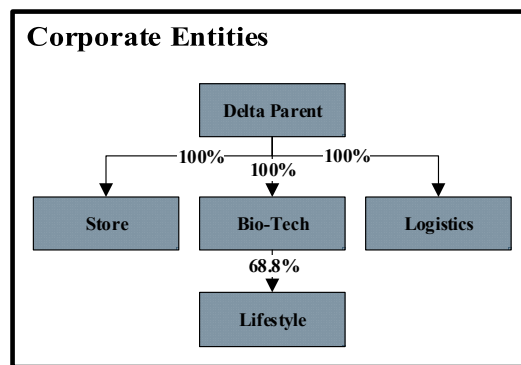 Corporate Entities
Delta Parent
100%
100%
100%
Store
Bio-Tech
Logistics
68.8%
Lifestyle